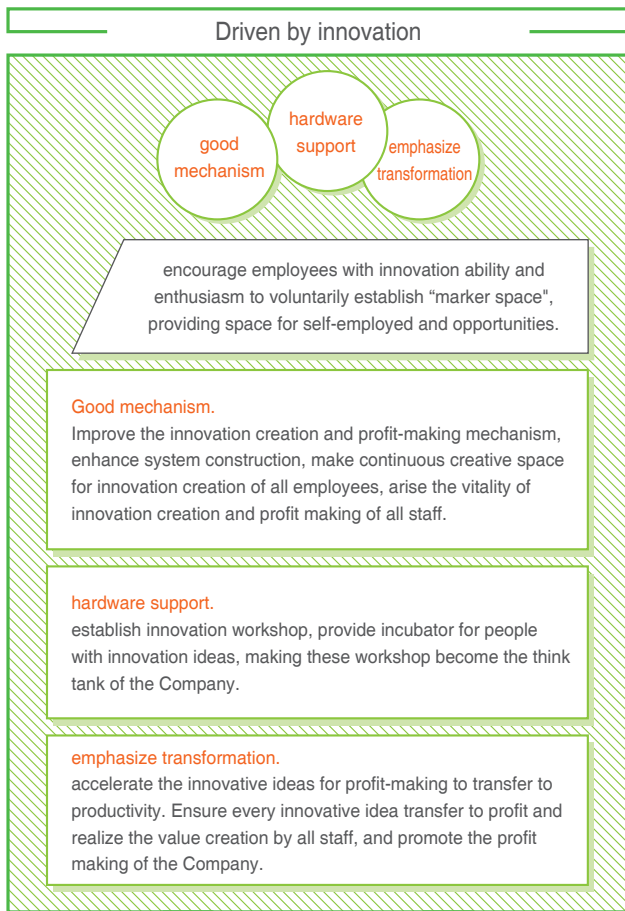 Driven by innovation
good
mechanism
hardware
support
emphasize
transformation
encourage employees with innovation ability and
enthusiasm to voluntarily establish “marker space",
providing space for self-employed and opportunities.
Good mechanism.
Improve the innovation creation and profit-making mechanism,
enhance system construction, make continuous creative space
for innovation creation of all employees, arise the vitality of
innovation creation and profit making of all staff.
hardware support.
establish innovation workshop, provide incubator for people
with innovation ideas, making these workshop become the think
tank of the Company.
emphasize transformation.
accelerate the innovative ideas for profit-making to transfer to
productivity. Ensure every innovative idea transfer to profit and
realize the value creation by all staff, and promote the profit
making of the Company.